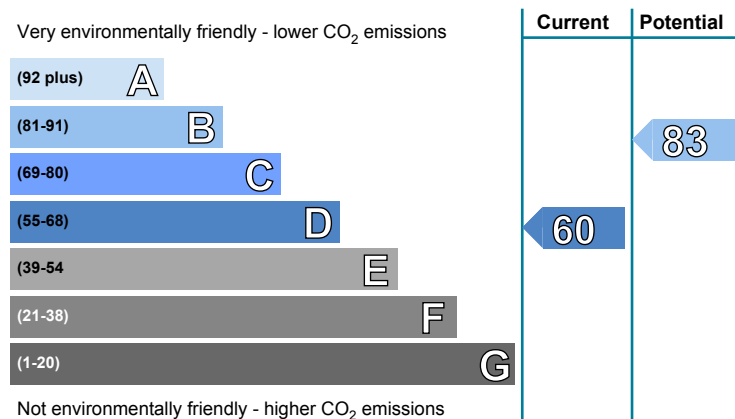 Very environmentally friendly - lower CO₂ emissions
Current
Potential
(92 plus) A
(81-91) B
83
(69-80) C
(55-68) D
60
(39-54 E
(21-38) F
(1-20) G
Not environmentally friendly - higher CO₂ emissions